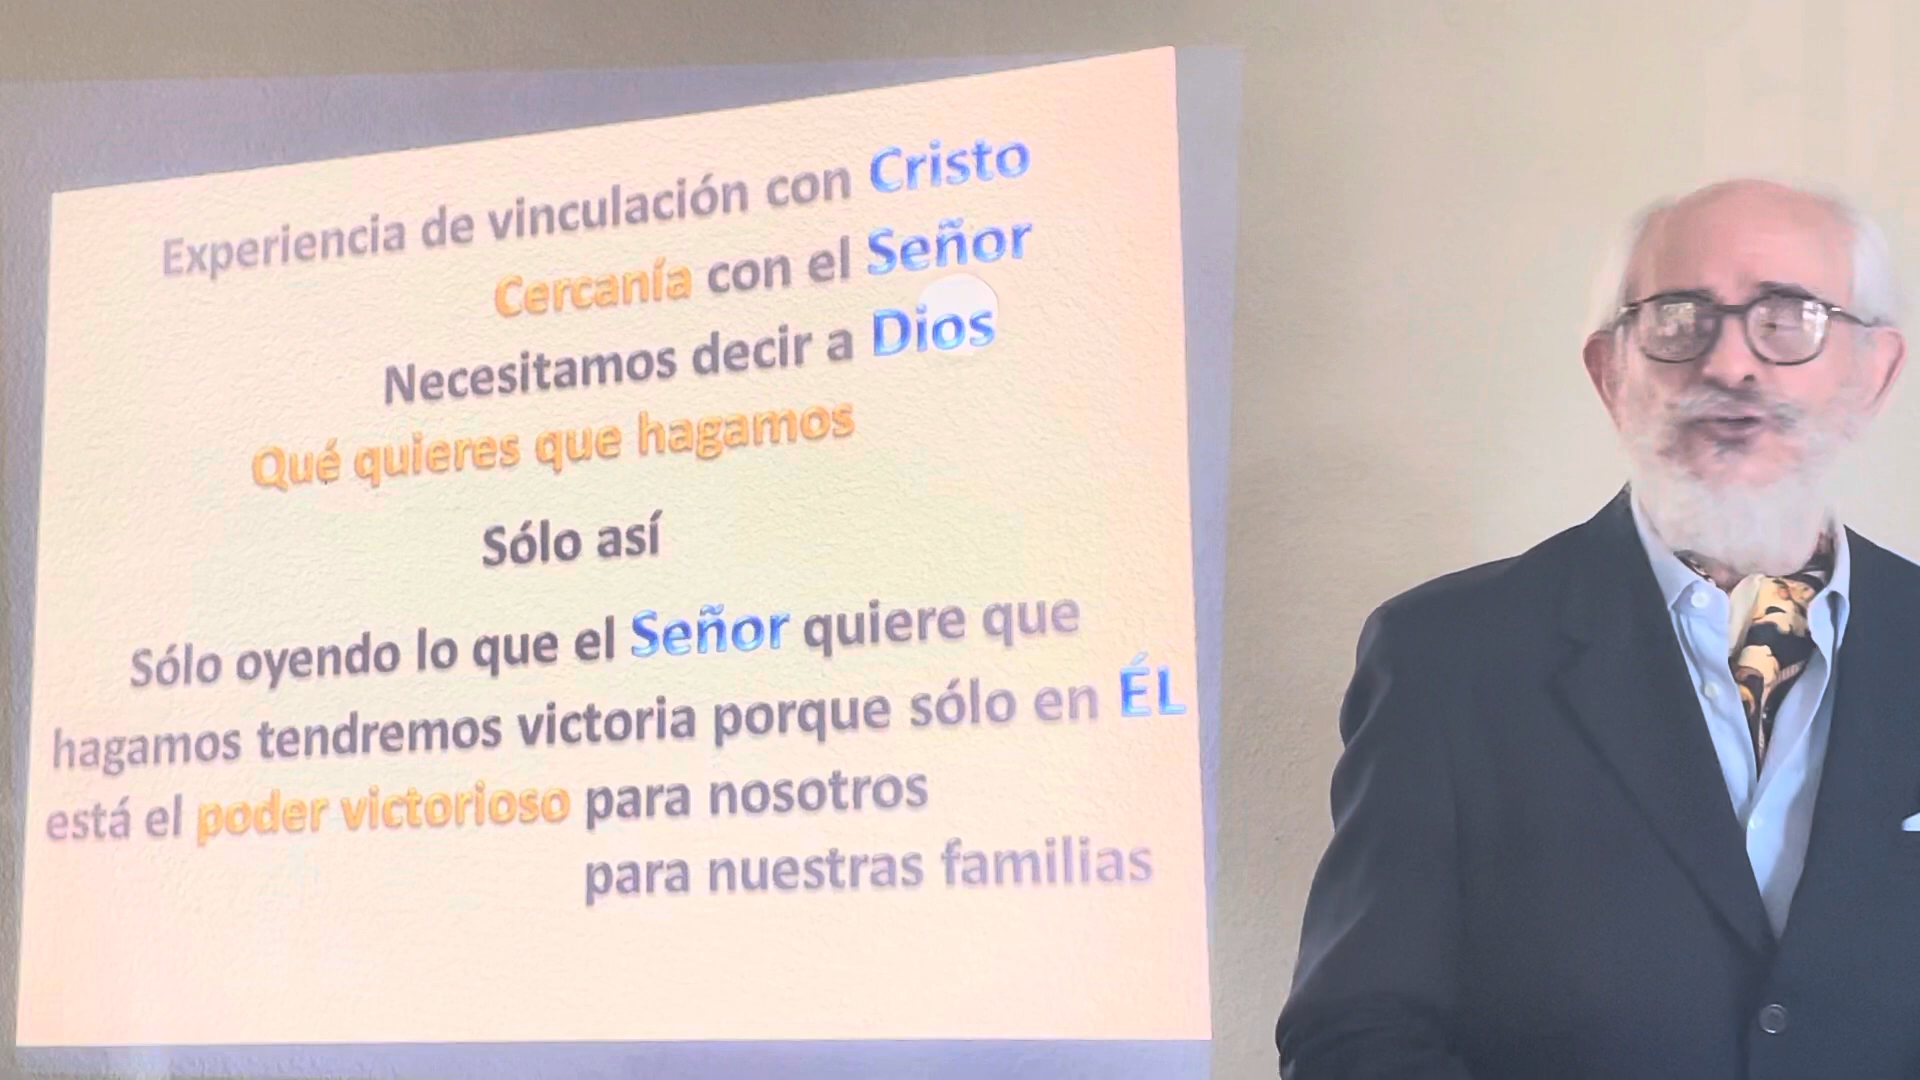 Experiencia de vinculación con Cristo
Cercanía con el Señor
Necesitamos decir a Dios
Qué quieres que hagamos
Sólo así
Sólo oyendo lo que el Señor quiere que
hagamos tendremos victoria porque sólo en ÉL
está el poder victorioso para nosotros
para nuestras familias